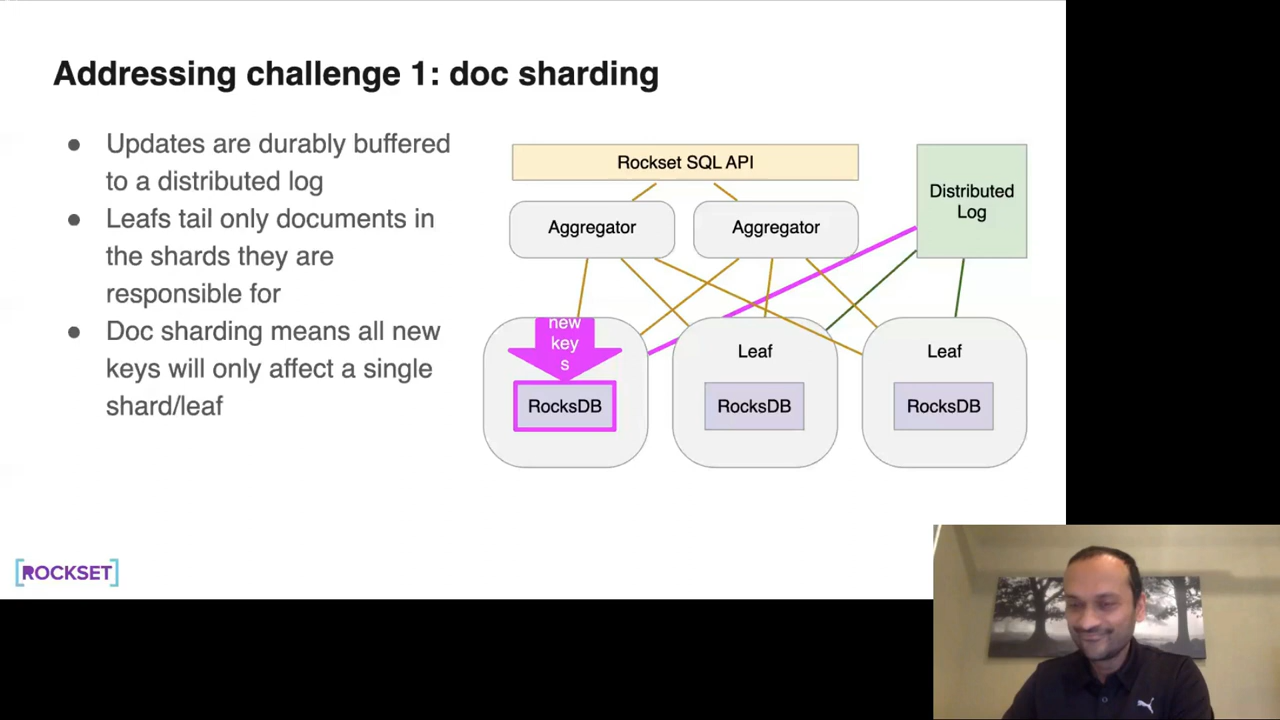 Addressing challenge 1: doc sharding
● Updates are durably buffered
to a distributed log
● Leafs tail only documents in
the shards they are
responsible for
● Doc sharding means all new
keys will only affect a single
shard/leaf
Rockset SQL API
Distributed
Log
Aggregator
Aggregator
new
key
s
Leaf
Leaf
RocksDB
RocksDB
RocksDB
[ROCKSET]